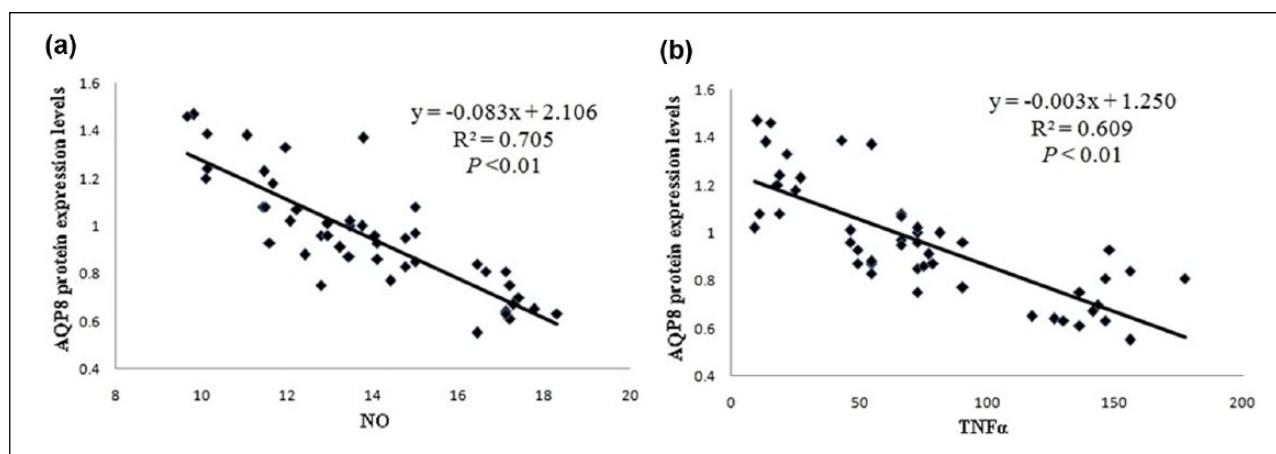 (a)
AQP8 protein expression levels
1.6
1.4
1.2
1
0.8
0.6
0.4
y = -0.083x + 2.106
R² = 0.705
P <0.01
8
10
12
14
16
18
20
NO
(b)
AQP8 protein expression levels
1.6
1.4
1.2
1
0.8
0.6
0.4
y = -0.003x + 1.250
R² = 0.609
P < 0.01
0
50
100
150
200
TNFα